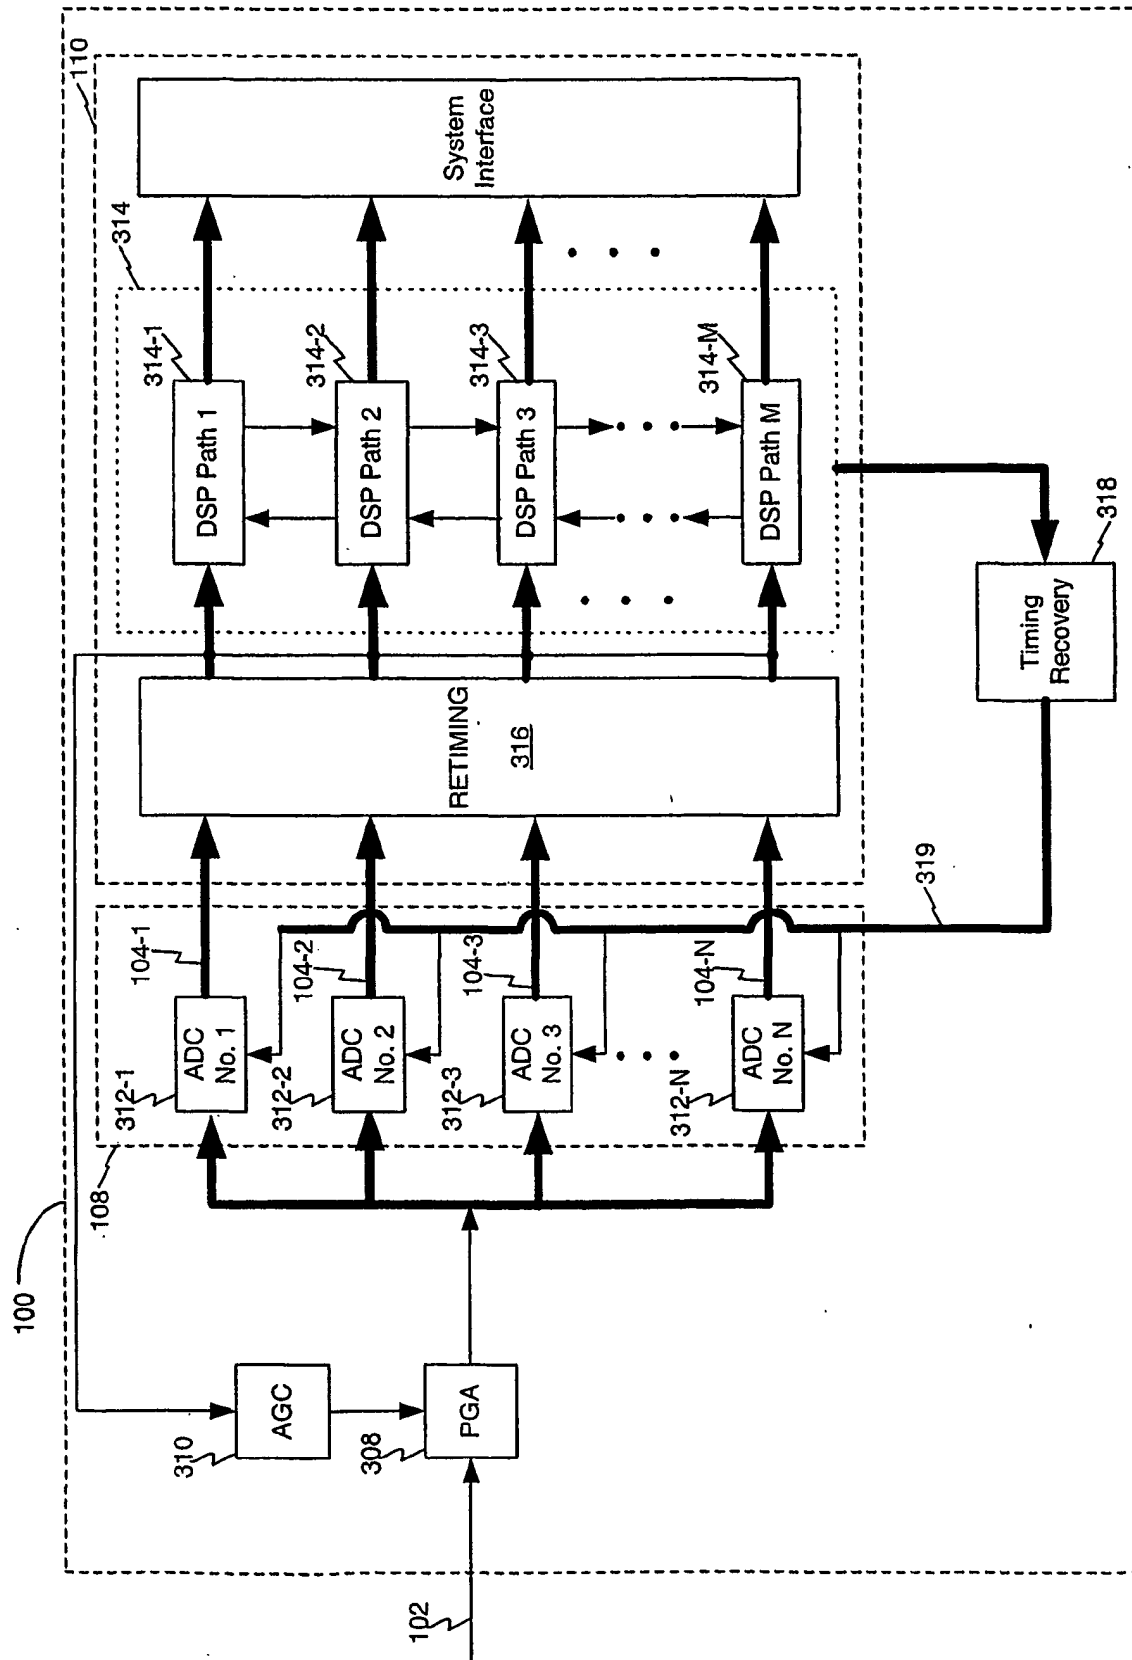 100
110
108
314
System
Interface
314-1
314-2
314-3
314-M
DSP Path 1
DSP Path 2
DSP Path 3
DSP Path M
RETIMING
316
318
Timing
Recovery
319
104-1
104-2
104-3
104-N
312-1
ADC
No. 1
312-2
ADC
No. 2
312-3
ADC
No. 3
312-N
ADC
No. N
310
AGC
308
PGA
102